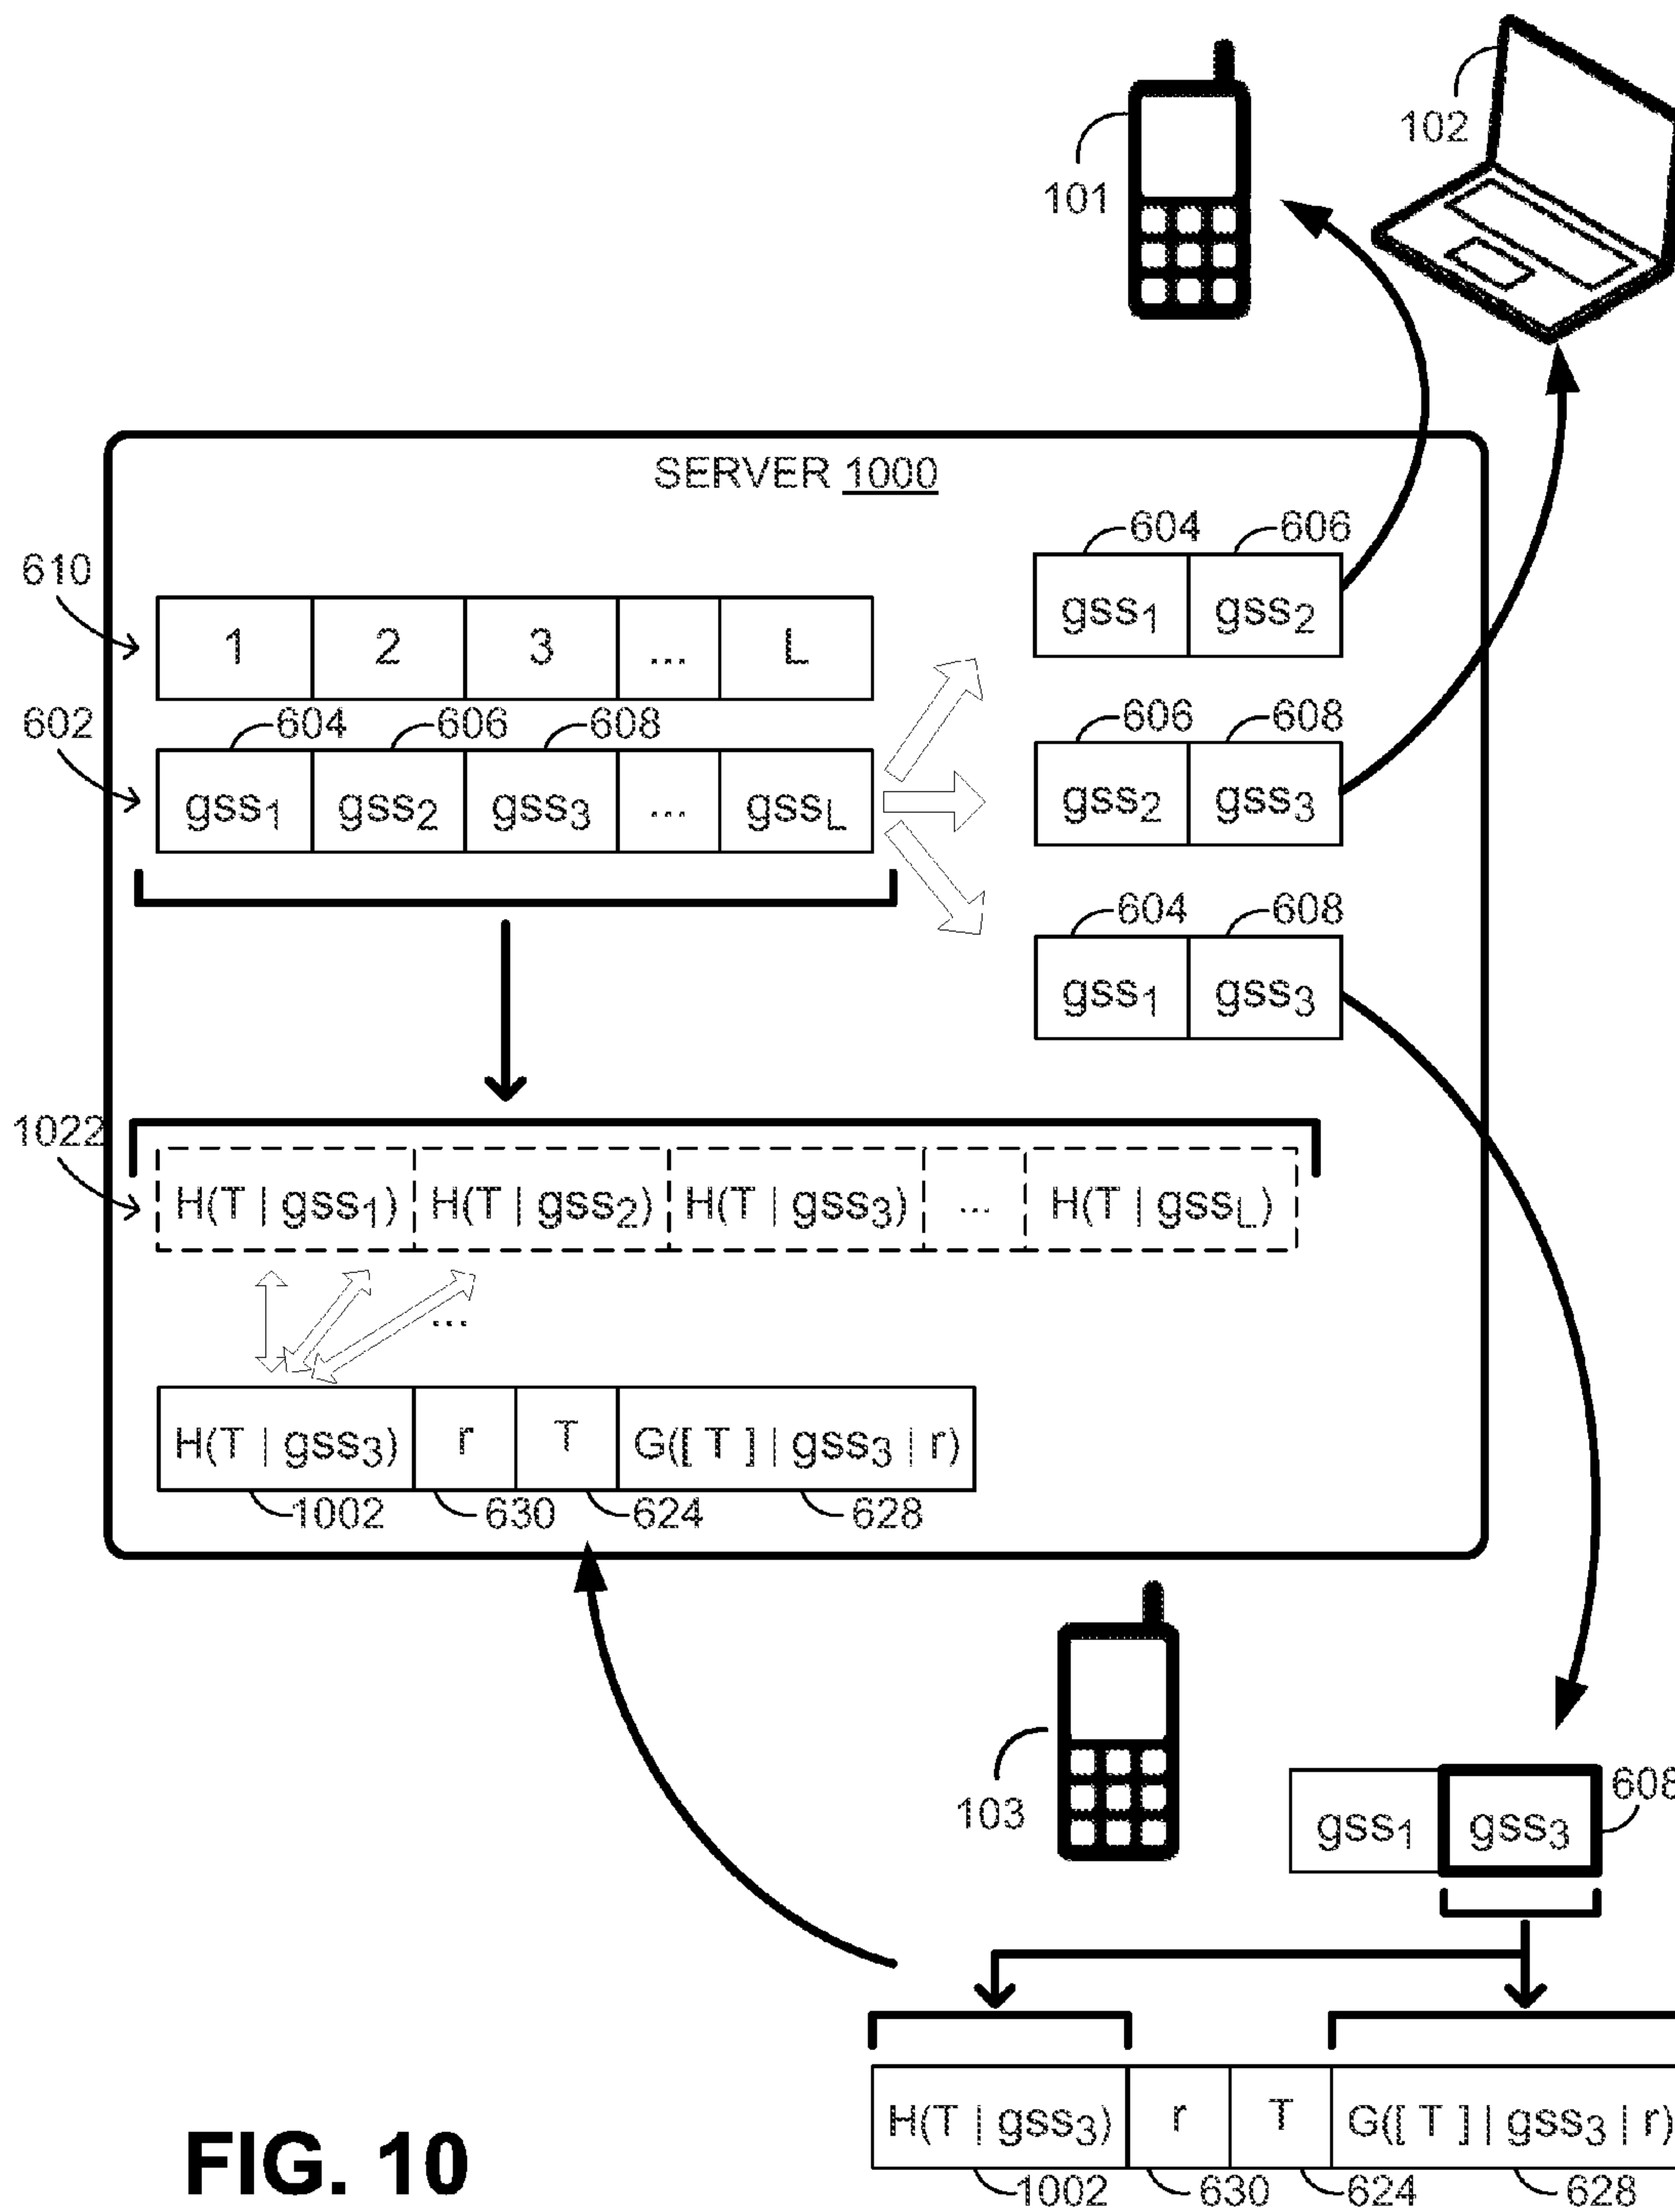 102
101
SERVER 1000
604 606
610
gss1 gss2
1 2 3 ... L
602 604 606 608 606 608
gss1 gss2 gss3 ... gssL gss2 gss3
604 608
gss1 gss3
1022
H(T | gss1) H(T | gss2) H(T | gss3) ... H(T | gssL)
...
H(T | gss3) r T G([ T ] | gss3 | r)
1002 630 624 628
103
608
gss1 gss3
H(T | gss3) r T G([ T ] | gss3 | r)
1002 630 624 628
FIG. 10